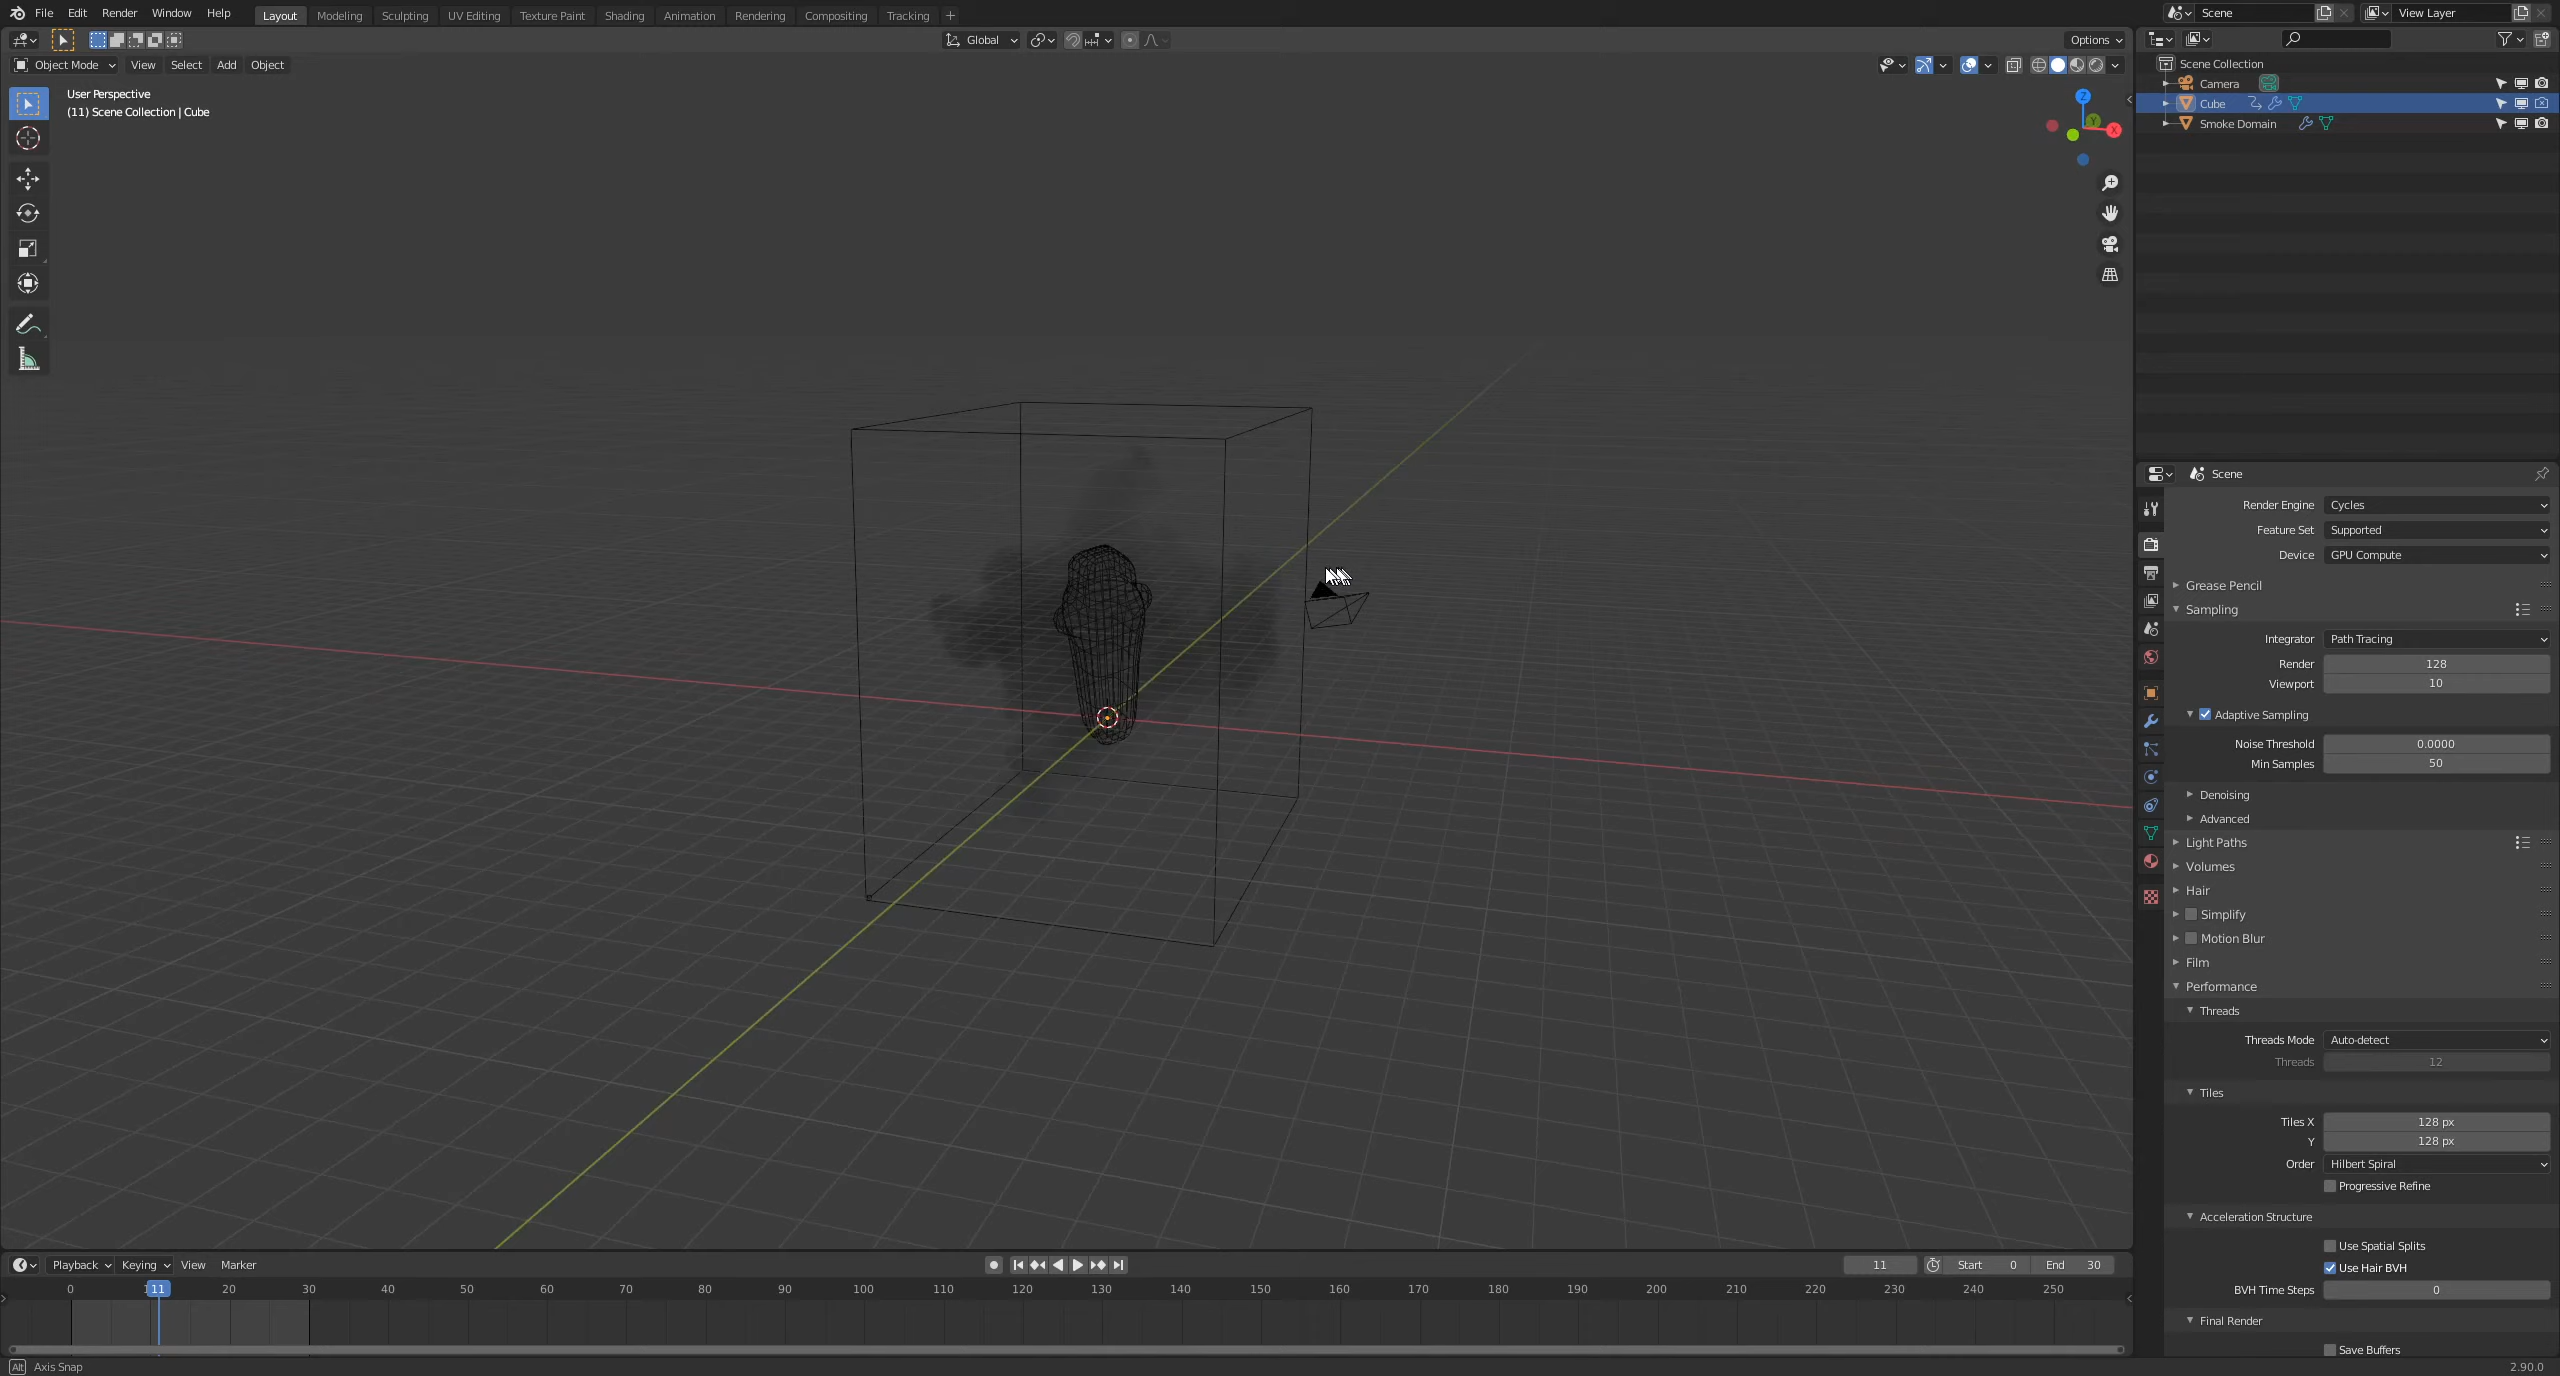 File Edit Render Window Help Layout Modeling Sculpting UV Editing Texture Paint Shading Animation Rendering Compositing Tracking + Scene View Layer
Global Options
Object Mode View Select Add Object
User Perspective
(11) Scene Collection | Cube
Z
Y
X
Scene Collection
Camera
Cube
Smoke Domain
Scene
Render Engine Cycles
Feature Set Supported
Device GPU Compute
Grease Pencil
Sampling
Integrator Path Tracing
Render 128
Viewport 10
Adaptive Sampling
Noise Threshold 0.0000
Min Samples 50
Denoising
Advanced
Light Paths
Volumes
Hair
Simplify
Motion Blur
Film
Performance
Threads
Threads Mode Auto-detect
Threads 12
Tiles
Tiles X 128 px
Y 128 px
Order Hilbert Spiral
Progressive Refine
Acceleration Structure
Use Spatial Splits
Use Hair BVH
BVH Time Steps 0
Final Render
Save Buffers
Playback Keying View Marker 11 Start 0 End 30
0 11 20 30 40 50 60 70 80 90 100 110 120 130 140 150 160 170 180 190 200 210 220 230 240 250
Alt Axis Snap 2.90.0